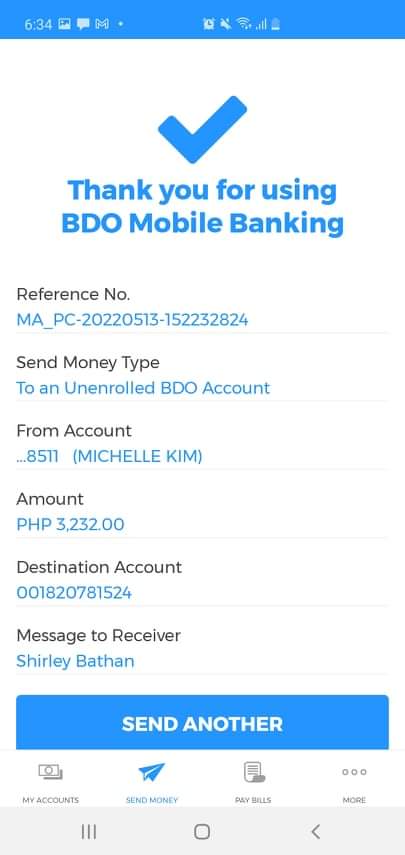 6:34
Thank you for using
BDO Mobile Banking
Reference No.
MA_PC-20220513-152232824
Send Money Type
To an Unenrolled BDO Account
From Account
...8511 (MICHELLE KIM)
Amount
PHP 3,232.00
Destination Account
001820781524
Message to Receiver
Shirley Bathan
SEND ANOTHER
MY ACCOUNTS
SEND MONEY
PAY BILLS
MORE